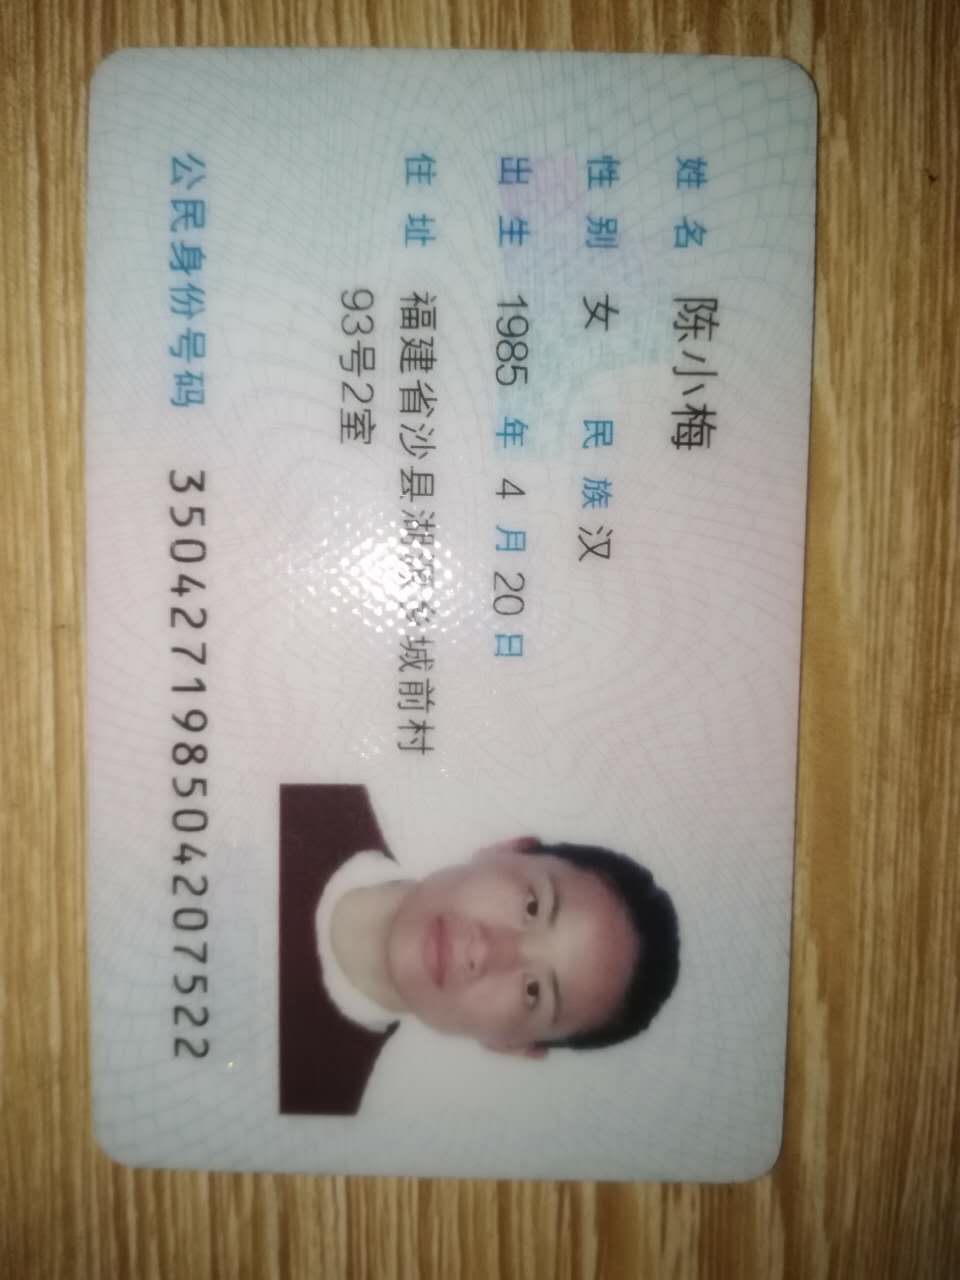 姓名 陈小梅
性别 女 民族 汉
出生 1985 年 4 月 20 日
住址 福建省沙县湖源乡城前村
93号2室
公民身份号码 350427198504207522